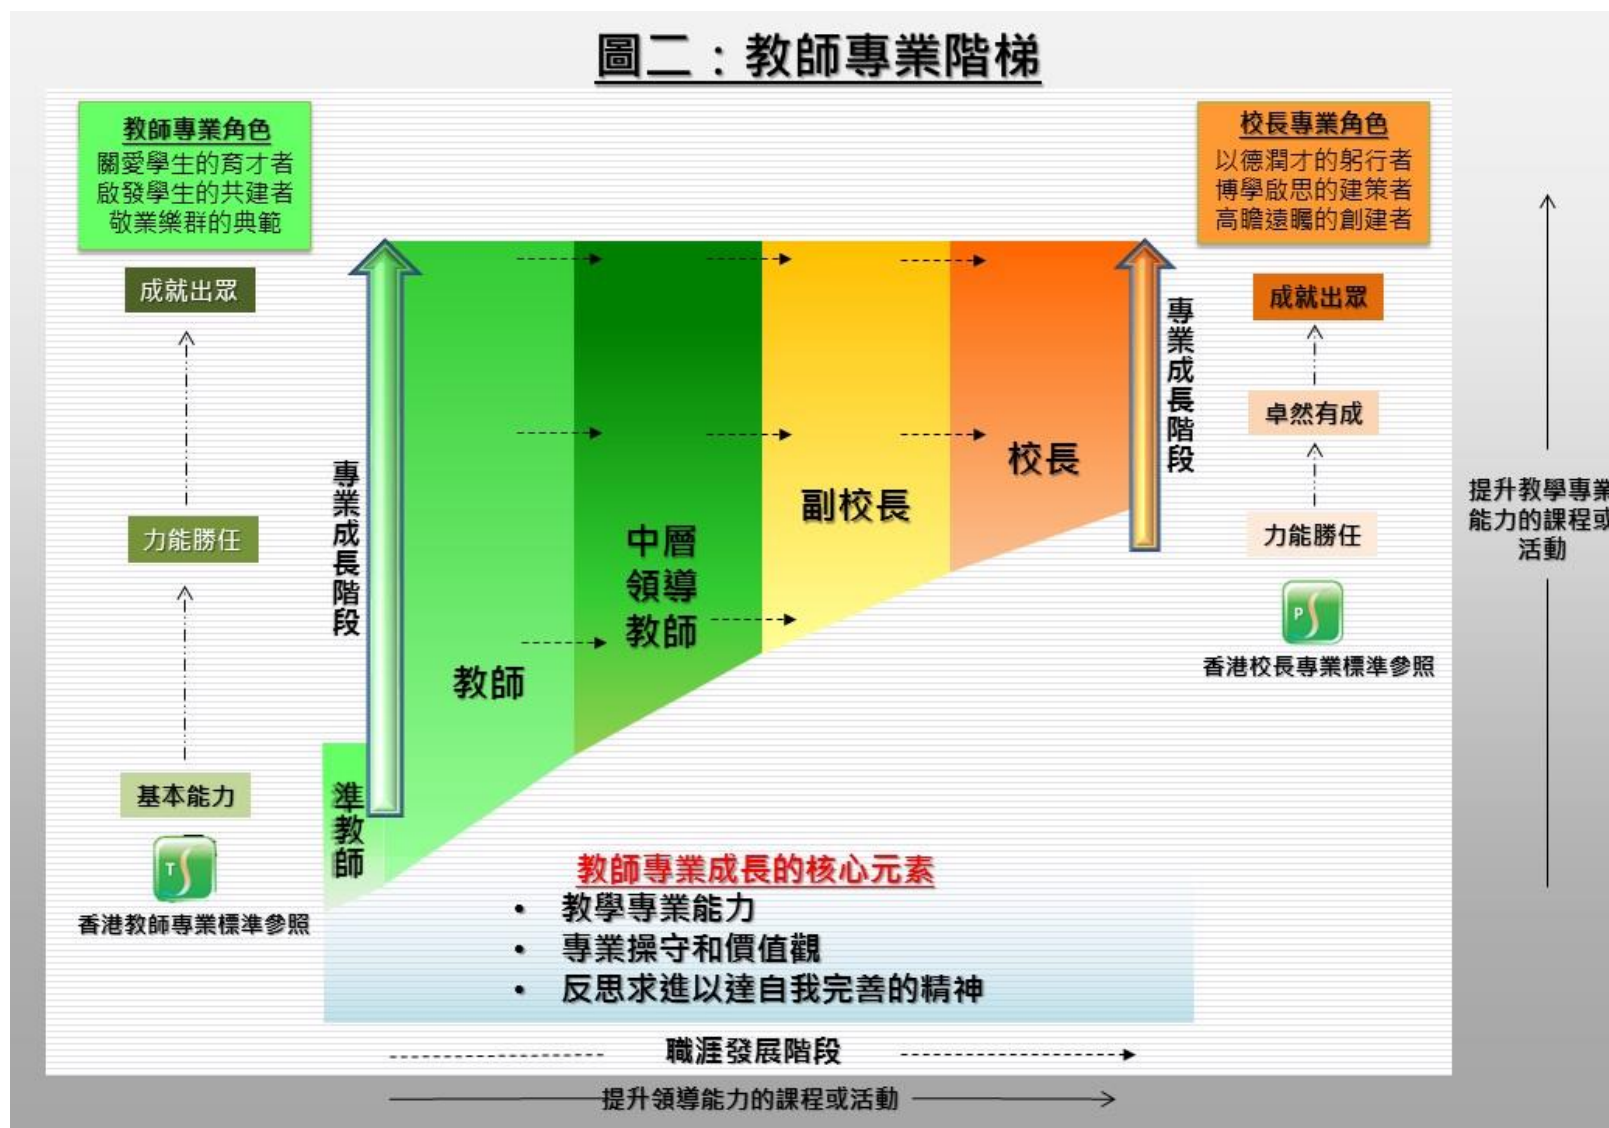 圖二：教師專業階梯
教師專業角色
關愛學生的育才者
啟發學生的共建者
敬業樂群的典範
成就出眾
力能勝任
基本能力
T
香港教師專業標準參照
專業成長階段
準教師
教師
中層
領導
教師
副校長
校長
專業成長階段
校長專業角色
以德潤才的躬行者
博學啟思的建策者
高瞻遠矚的創建者
成就出眾
卓然有成
力能勝任
P
香港校長專業標準參照
提升教學專業
能力的課程或
活動
教師專業成長的核心元素
• 教學專業能力
• 專業操守和價值觀
• 反思求進以達自我完善的精神
職涯發展階段
提升領導能力的課程或活動